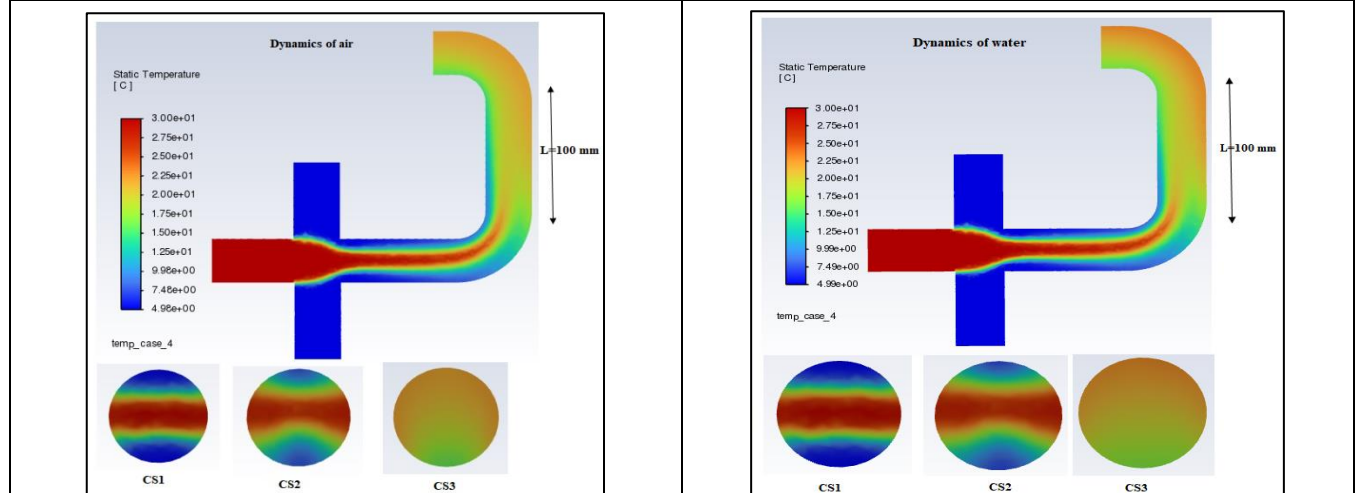 Dynamics of air
Static Temperature
[ C ]
3.00e+01
2.75e+01
2.50e+01
2.25e+01
2.00e+01
1.75e+01
1.50e+01
1.25e+01
9.98e+00
7.48e+00
4.98e+00
temp_case_4
L=100 mm
CS1
CS2
CS3
Dynamics of water
Static Temperature
[ C ]
3.00e+01
2.75e+01
2.50e+01
2.25e+01
2.00e+01
1.75e+01
1.50e+01
1.25e+01
9.99e+00
7.49e+00
4.99e+00
temp_case_4
L=100 mm
CS1
CS2
CS3